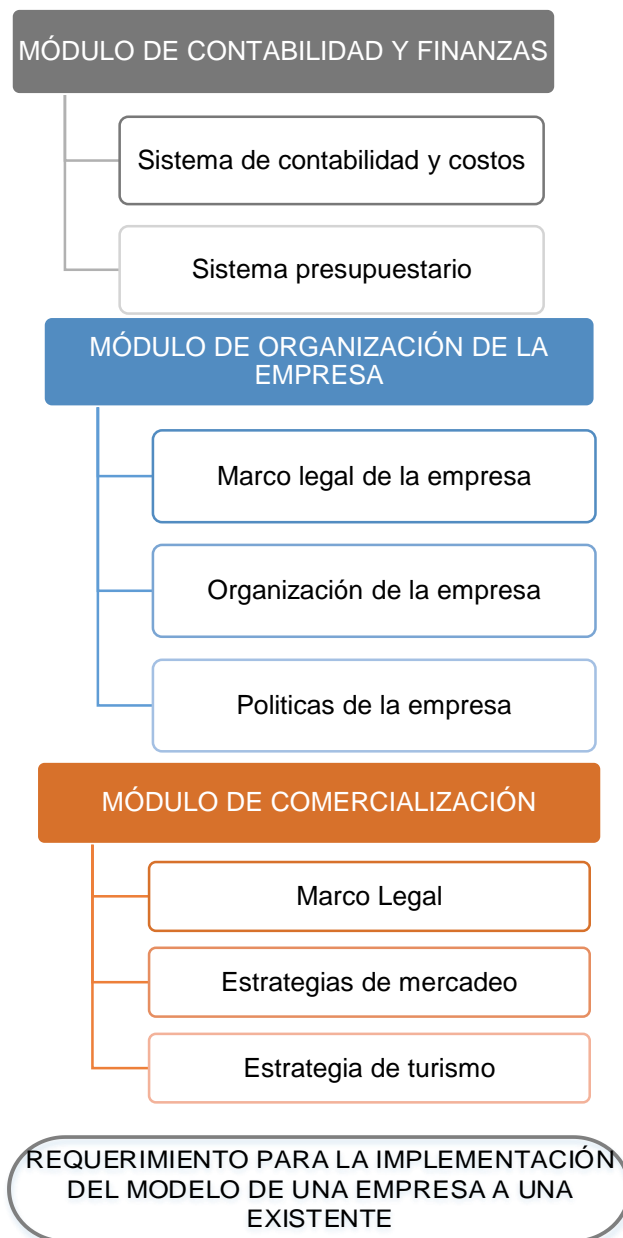 MÓDULO DE CONTABILIDAD Y FINANZAS
Sistema de contabilidad y costos
Sistema presupuestario
MÓDULO DE ORGANIZACIÓN DE LA
EMPRESA
Marco legal de la empresa
Organización de la empresa
Politicas de la empresa
MÓDULO DE COMERCIALIZACIÓN
Marco Legal
Estrategias de mercadeo
Estrategia de turismo
REQUERIMIENTO PARA LA IMPLEMENTACIÓN
DEL MODELO DE UNA EMPRESA A UNA
EXISTENTE